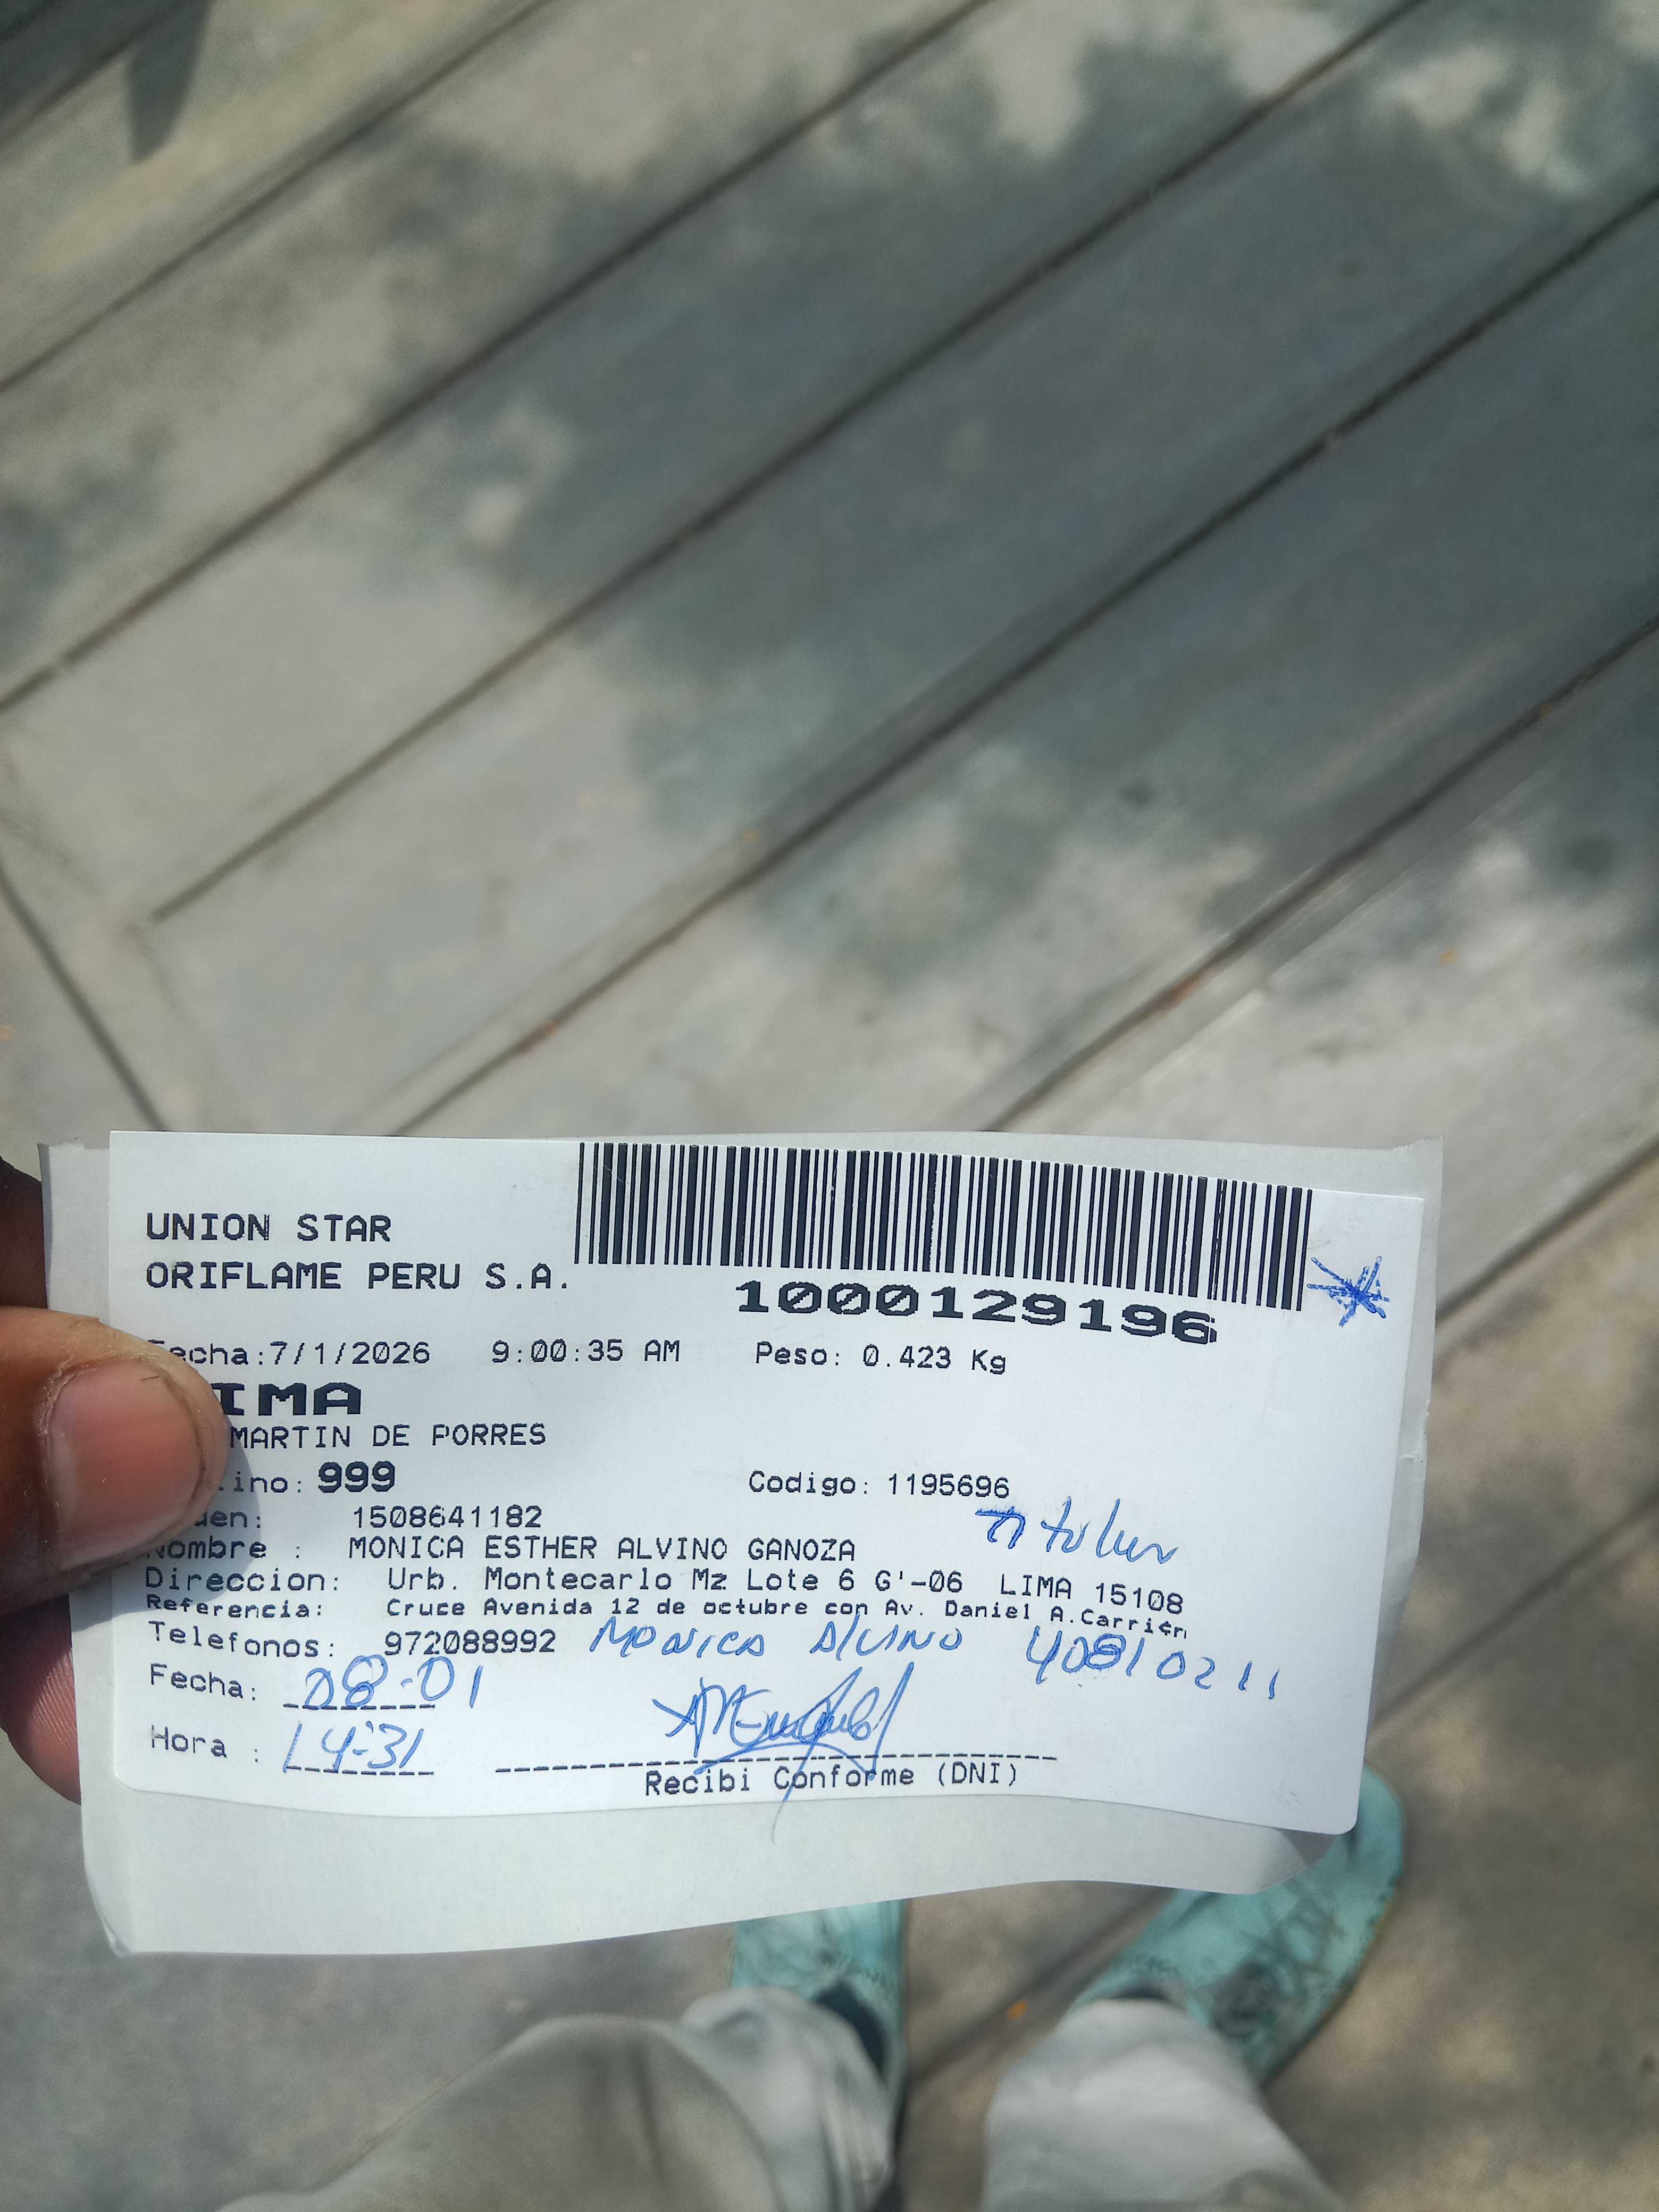 UNION STAR
ORIFLAME PERU S.A.
1000129196
echa:7/1/2026 9:00:35 AM Peso: 0.423 Kg
IMA
MARTIN DE PORRES
ino: 999 Codigo: 1195696
den: 1508641182
titular
Nombre : MONICA ESTHER ALVINO GANOZA
Direccion: Urb. Montecarlo Mz Lote 6 G'-06 LIMA 15108
Referencia: Cruce Avenida 12 de octubre con Av. Daniel A.Carrión
Telefonos: 972088992 MONICA AlVINO 40810211
Fecha: 08-01
Hora : 14:31
Recibi Conforme (DNI)